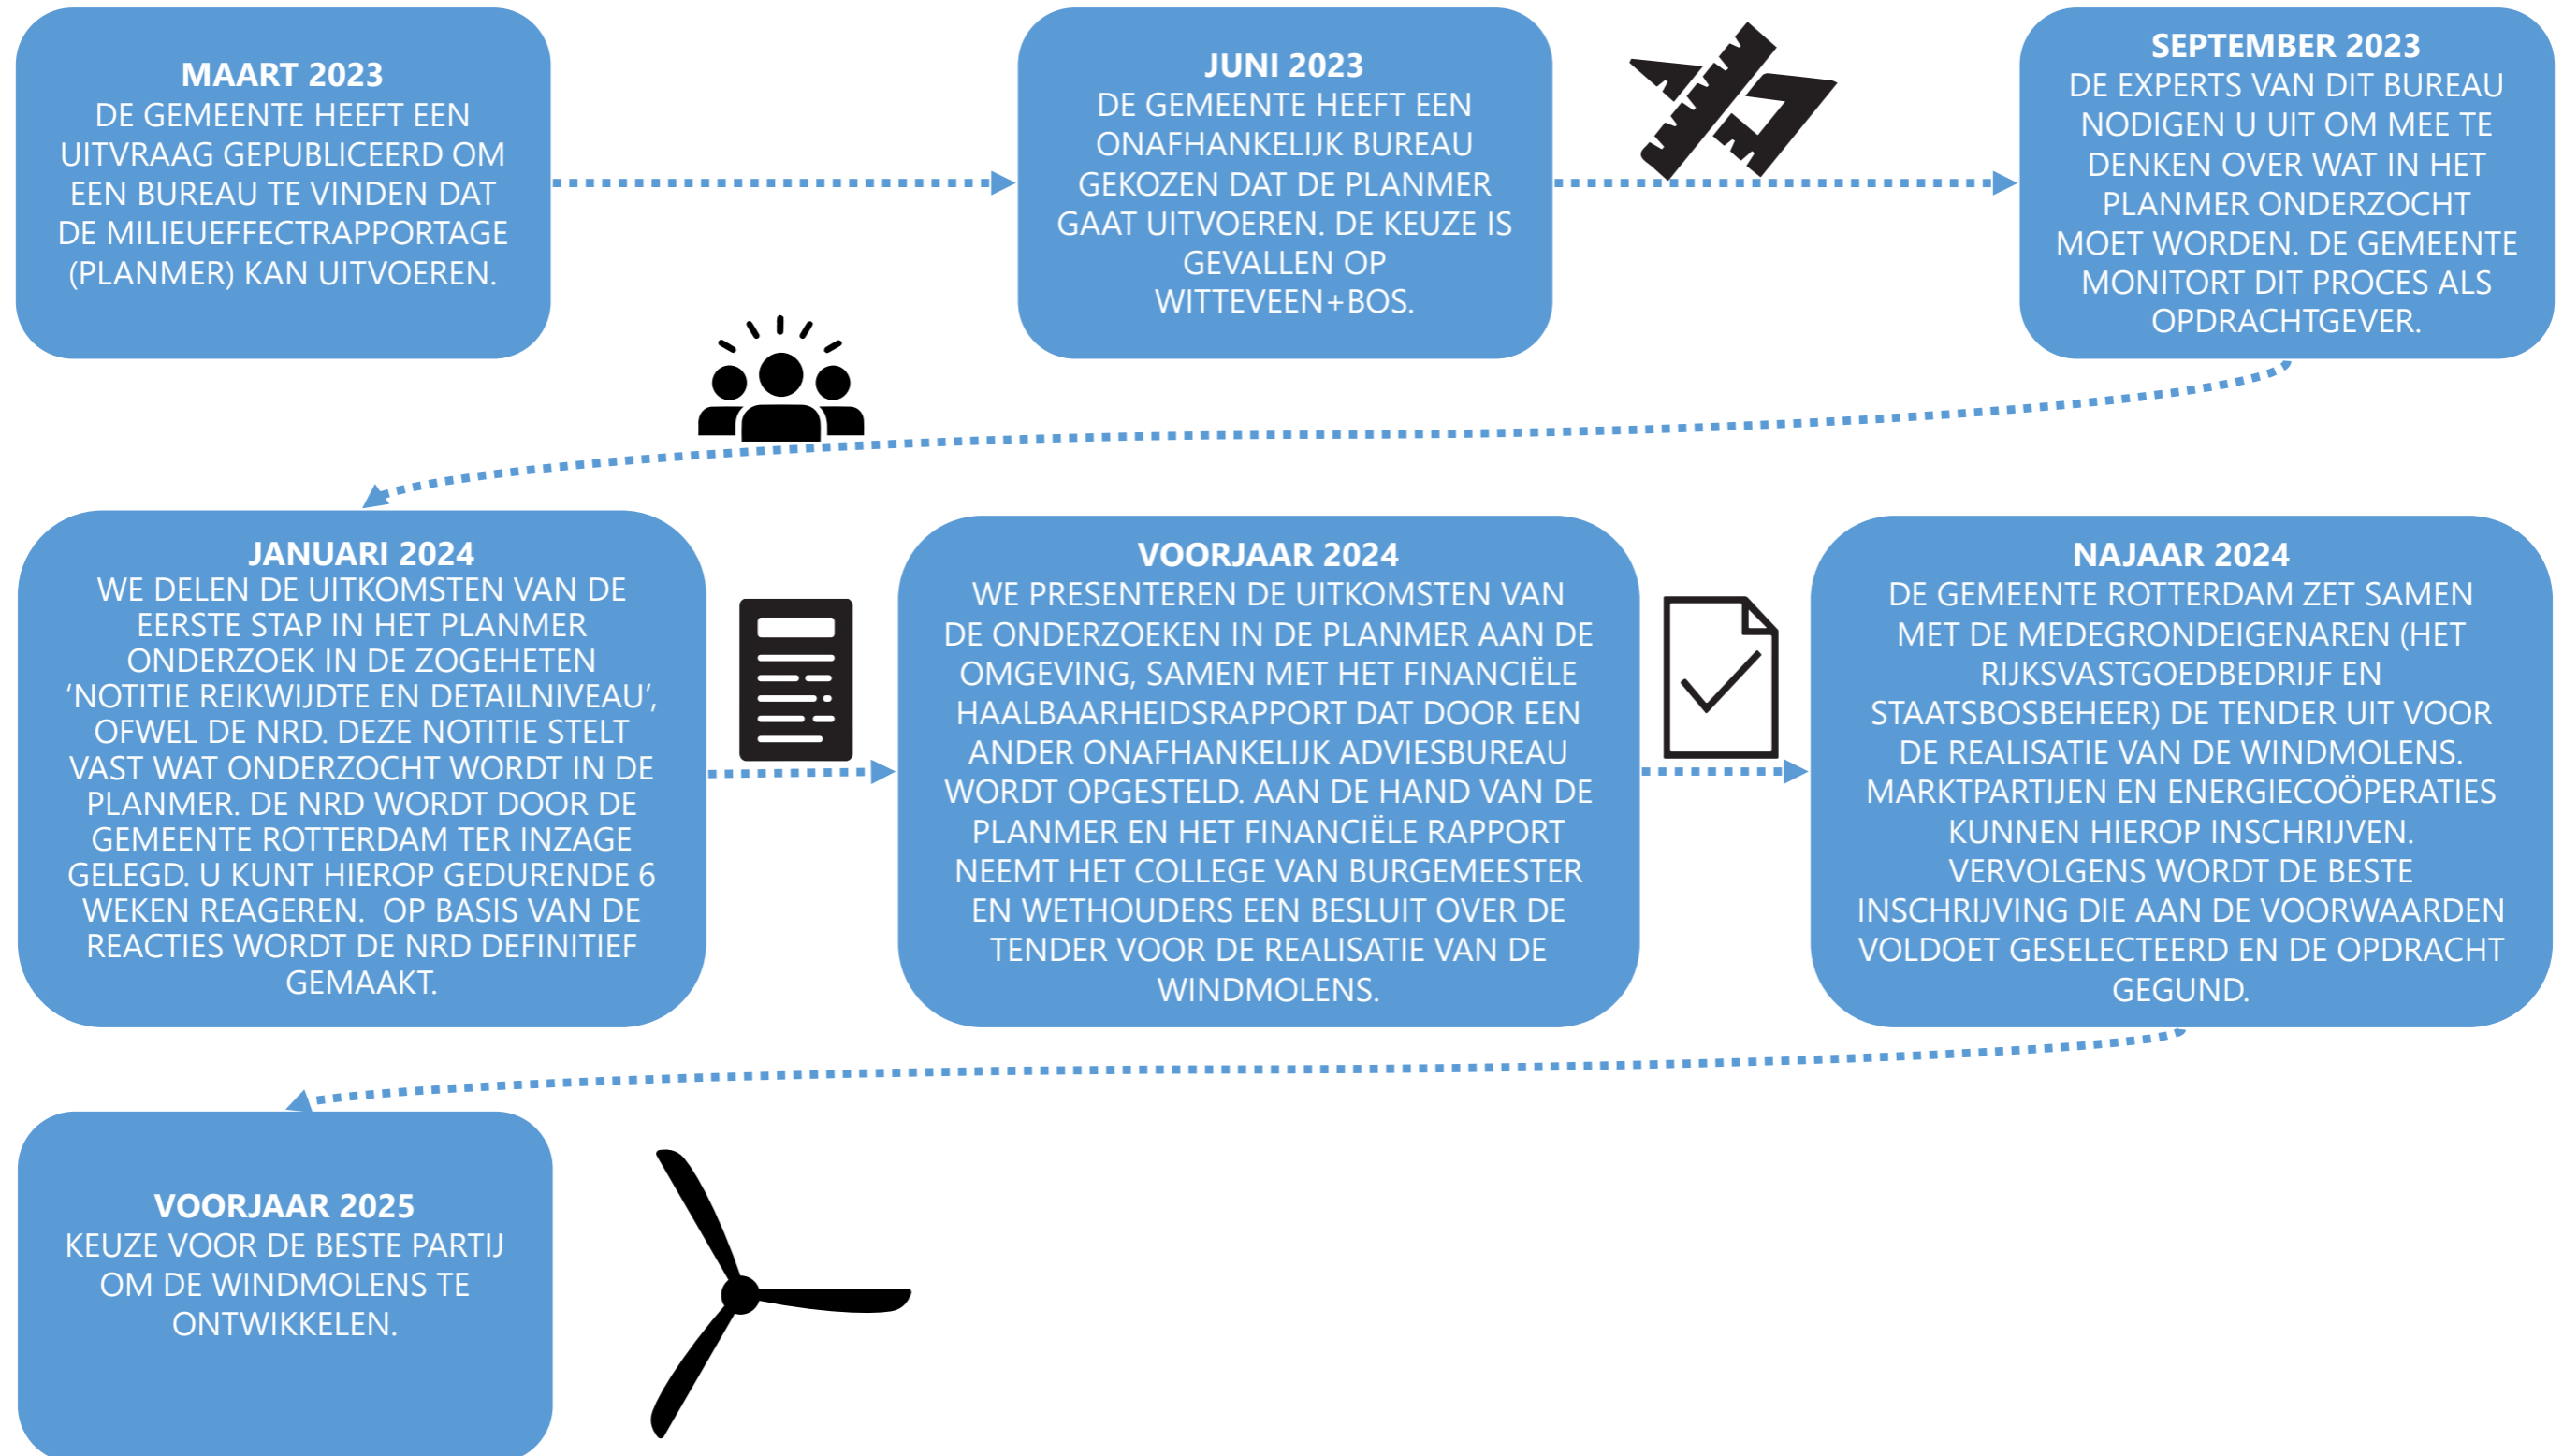 MAART 2023
DE GEMEENTE HEEFT EEN
UITVRAAG GEPUBLICEERD OM
EEN BUREAU TE VINDEN DAT
DE MILIEUEFFECTRAPPORTAGE
(PLANMER) KAN UITVOEREN.
JUNI 2023
DE GEMEENTE HEEFT EEN
ONAFHANKELIJK BUREAU
GEKOZEN DAT DE PLANMER
GAAT UITVOEREN. DE KEUZE IS
GEVALLEN OP
WITTEVEEN+BOS.
SEPTEMBER 2023
DE EXPERTS VAN DIT BUREAU
NODIGEN U UIT OM MEE TE
DENKEN OVER WAT IN HET
PLANMER ONDERZOCHT
MOET WORDEN. DE GEMEENTE
MONITORT DIT PROCES ALS
OPDRACHTGEVER.
JANUARI 2024
WE DELEN DE UITKOMSTEN VAN DE
EERSTE STAP IN HET PLANMER
ONDERZOEK IN DE ZOGEHETEN
‘NOTITIE REIKWIJDTE EN DETAILNIVEAU’,
OFWEL DE NRD. DEZE NOTITIE STELT
VAST WAT ONDERZOCHT WORDT IN DE
PLANMER. DE NRD WORDT DOOR DE
GEMEENTE ROTTERDAM TER INZAGE
GELEGD. U KUNT HIEROP GEDURENDE 6
WEKEN REAGEREN. OP BASIS VAN DE
REACTIES WORDT DE NRD DEFINITIEF
GEMAAKT.
VOORJAAR 2024
WE PRESENTEREN DE UITKOMSTEN VAN
DE ONDERZOEKEN IN DE PLANMER AAN DE
OMGEVING, SAMEN MET HET FINANCIËLE
HAALBAARHEIDSRAPPORT DAT DOOR EEN
ANDER ONAFHANKELIJK ADVIESBUREAU
WORDT OPGESTELD. AAN DE HAND VAN DE
PLANMER EN HET FINANCIËLE RAPPORT
NEEMT HET COLLEGE VAN BURGEMEESTER
EN WETHOUDERS EEN BESLUIT OVER DE
TENDER VOOR DE REALISATIE VAN DE
WINDMOLENS.
NAJAAR 2024
DE GEMEENTE ROTTERDAM ZET SAMEN
MET DE MEDEGRONDEIGENAREN (HET
RIJKSVASTGOEDBEDRIJF EN
STAATSBOSBEHEER) DE TENDER UIT VOOR
DE REALISATIE VAN DE WINDMOLENS.
MARKTPARTIJEN EN ENERGIECOÖPERATIES
KUNNEN HIEROP INSCHRIJVEN.
VERVOLGENS WORDT DE BESTE
INSCHRIJVING DIE AAN DE VOORWAARDEN
VOLDOET GESELECTEERD EN DE OPDRACHT
GEGUND.
VOORJAAR 2025
KEUZE VOOR DE BESTE PARTIJ
OM DE WINDMOLENS TE
ONTWIKKELEN.